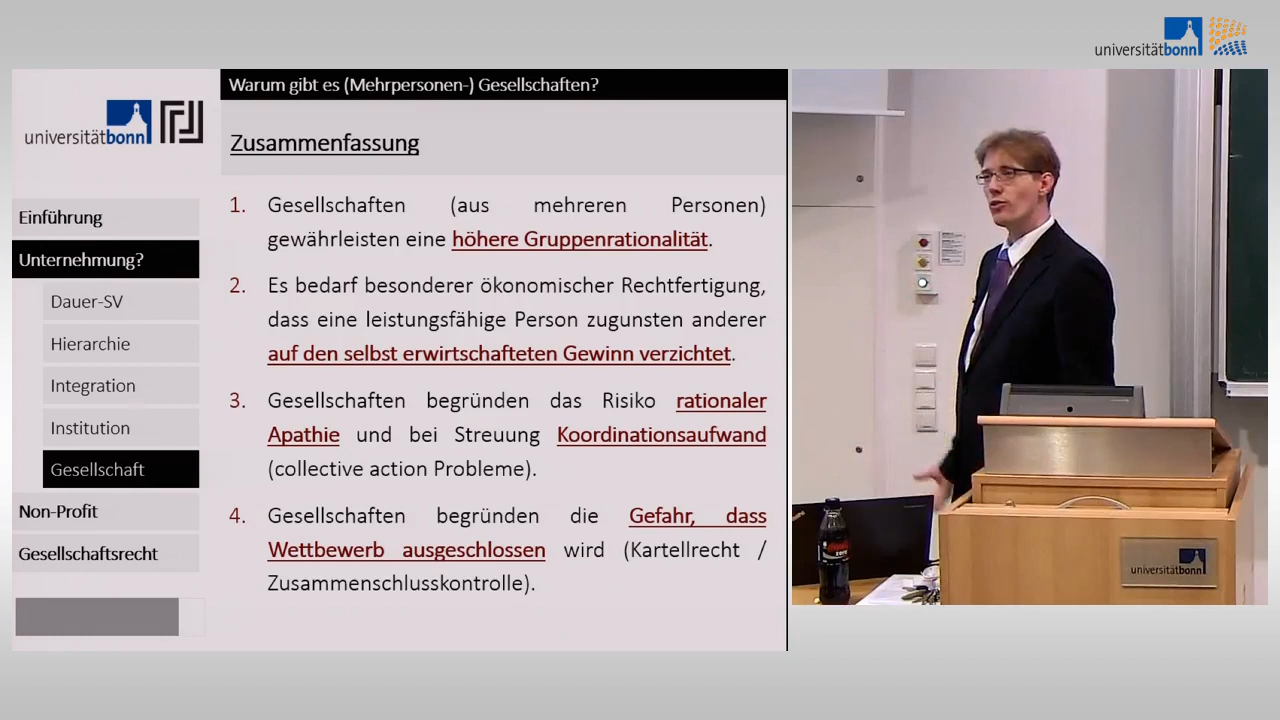 universitätbonn
Warum gibt es (Mehrpersonen-) Gesellschaften?
universitätbonn
Zusammenfassung
Einführung
Unternehmung?
Dauer-SV
Hierarchie
Integration
Institution
Gesellschaft
Non-Profit
Gesellschaftsrecht
1. Gesellschaften (aus mehreren Personen)
gewährleisten eine höhere Gruppenrationalität.
2. Es bedarf besonderer ökonomischer Rechtfertigung,
dass eine leistungsfähige Person zugunsten anderer
auf den selbst erwirtschafteten Gewinn verzichtet.
3. Gesellschaften begründen das Risiko rationaler
Apathie und bei Streuung Koordinationsaufwand
(collective action Probleme).
4. Gesellschaften begründen die Gefahr, dass
Wettbewerb ausgeschlossen wird (Kartellrecht /
Zusammenschlusskontrolle).
universitätbonn